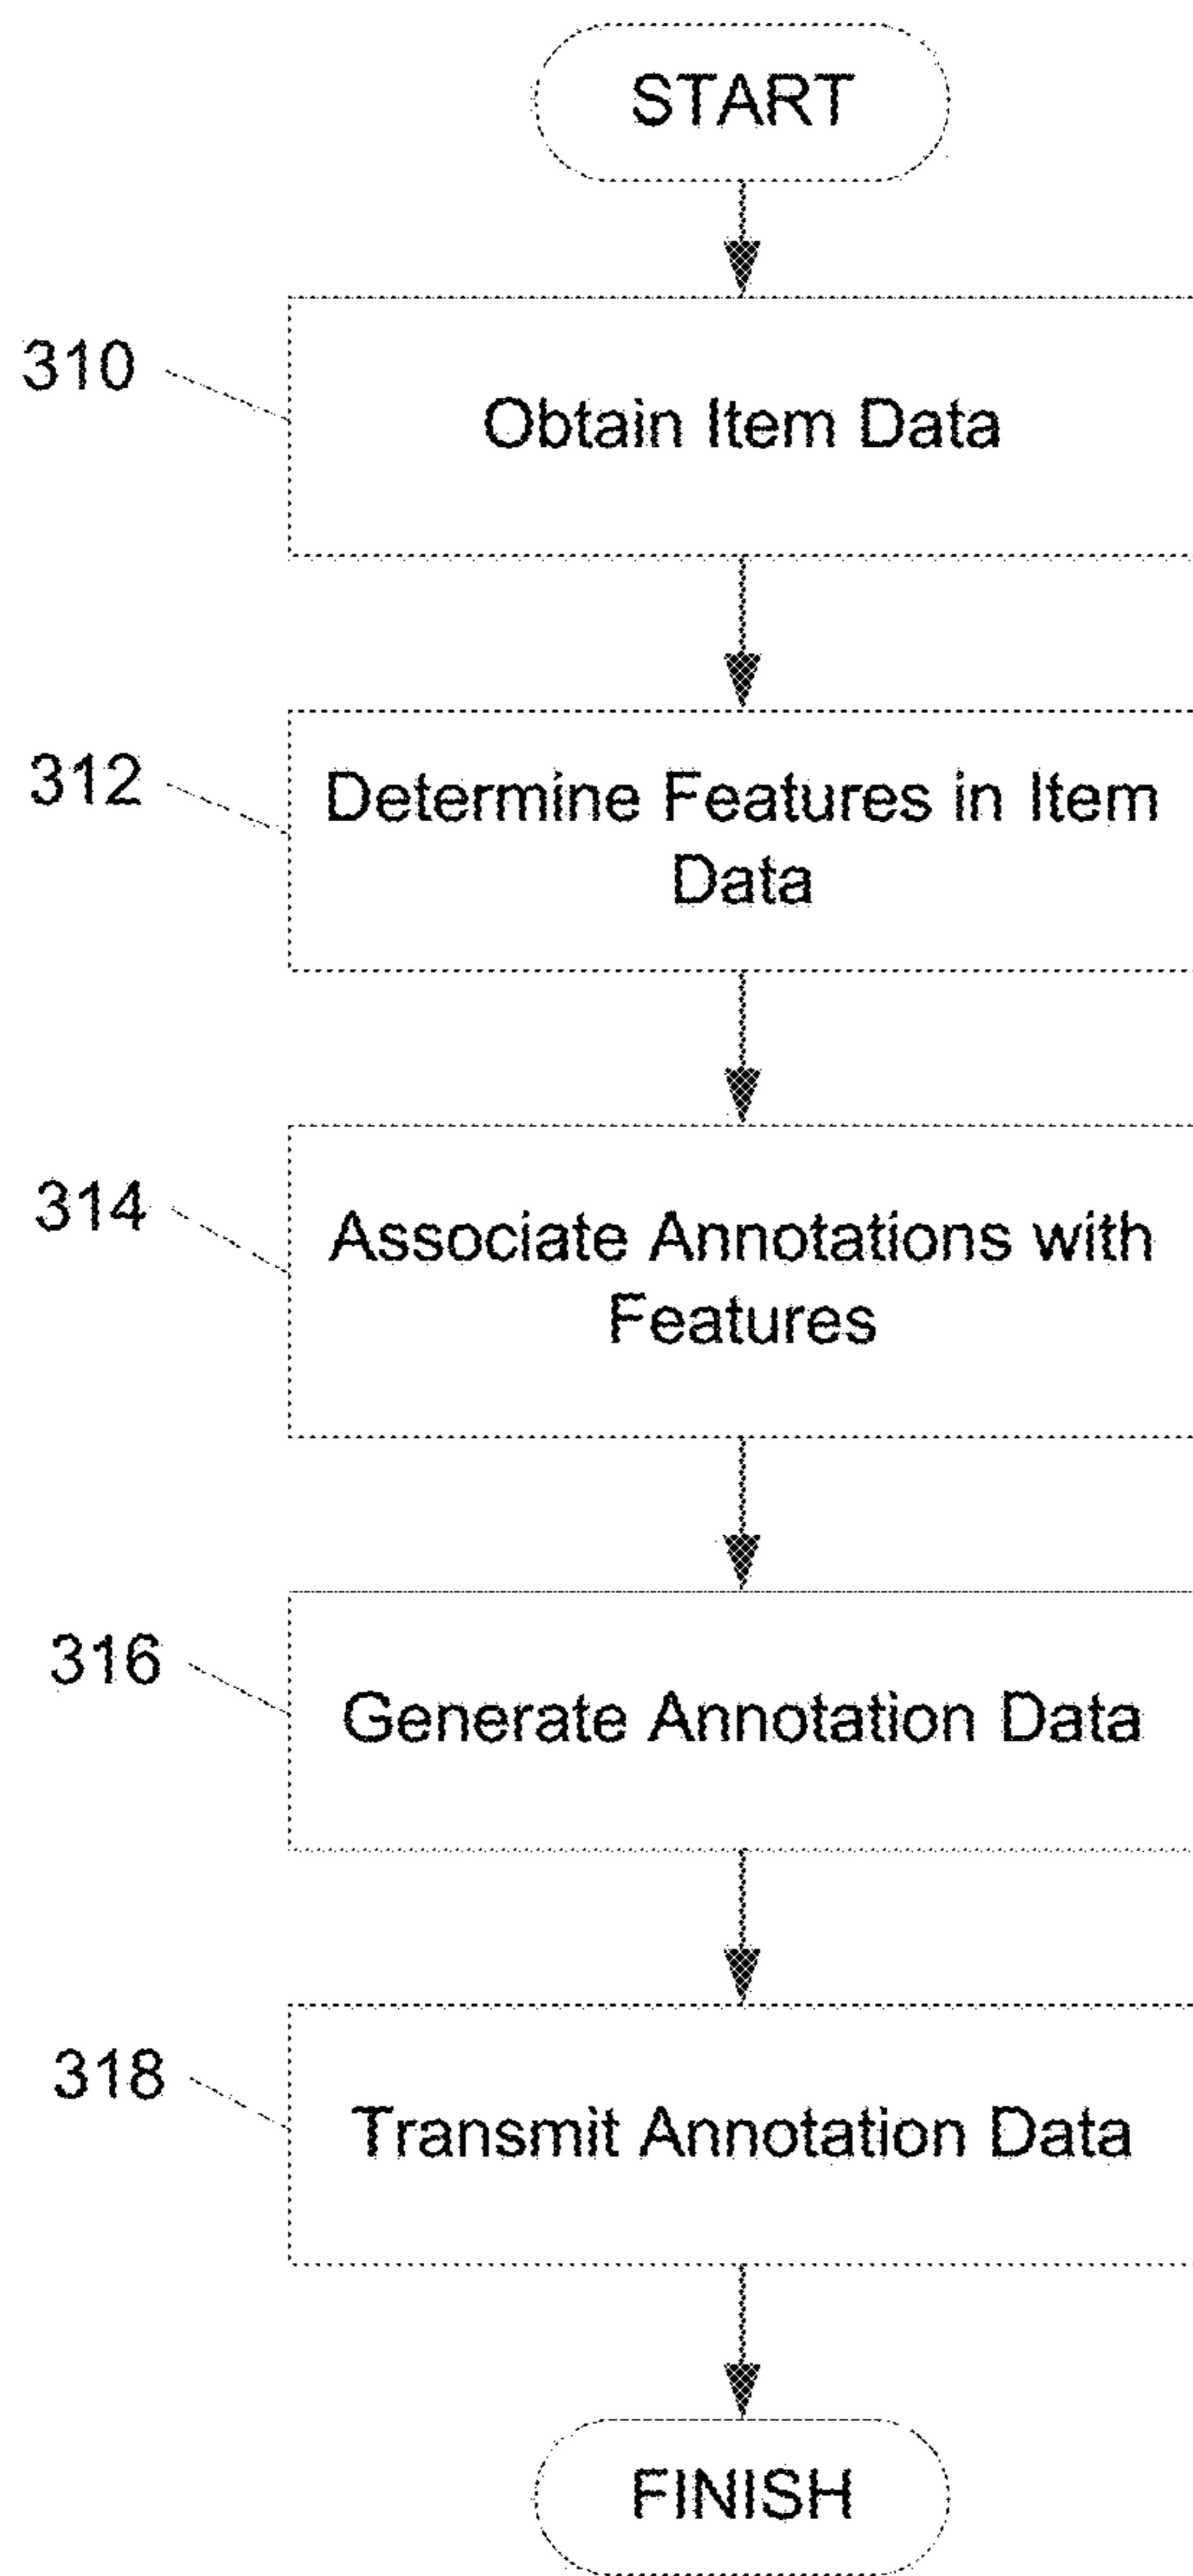 START
310
Obtain Item Data
312
Determine Features in Item
Data
314
Associate Annotations with
Features
316
Generate Annotation Data
318
Transmit Annotation Data
FINISH